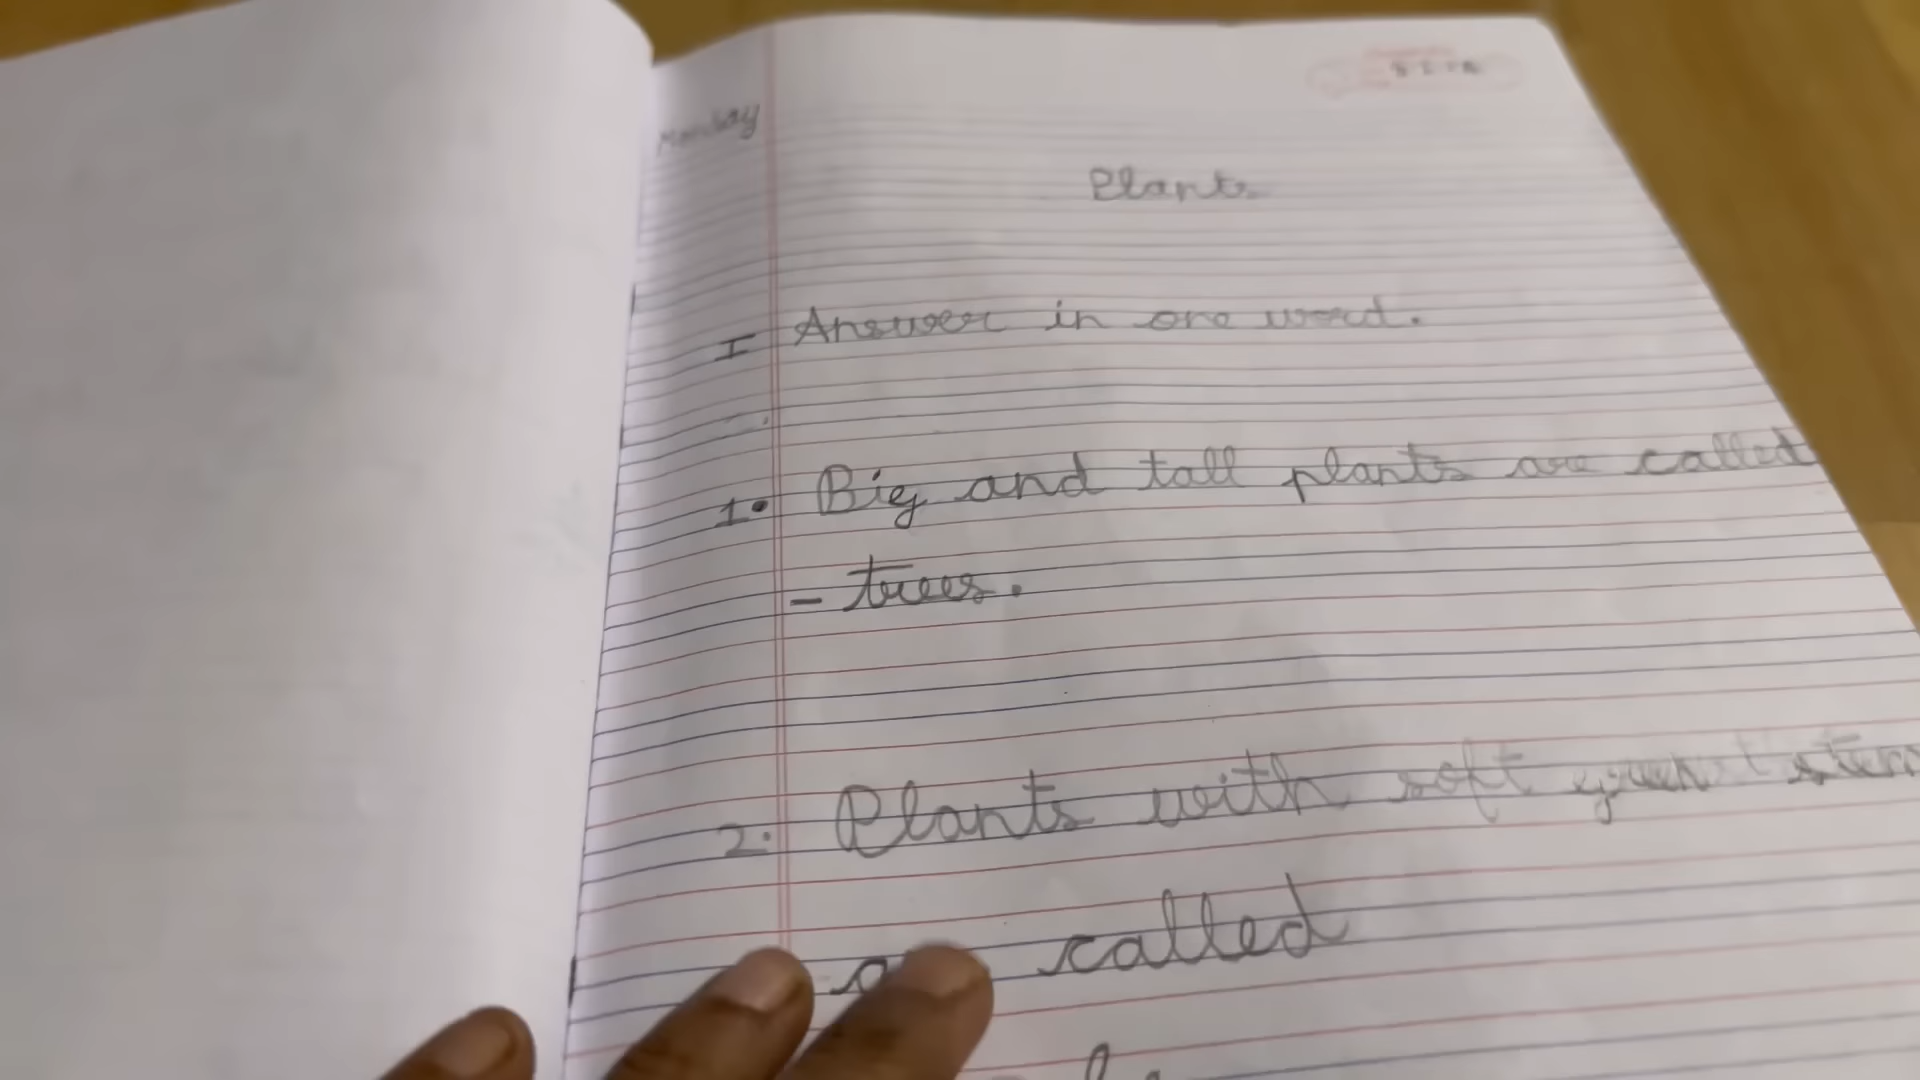 Monday
Plants
I Answer in one word.
1. Big and tall plants are called
- trees.
2. Plants with soft green stem
called